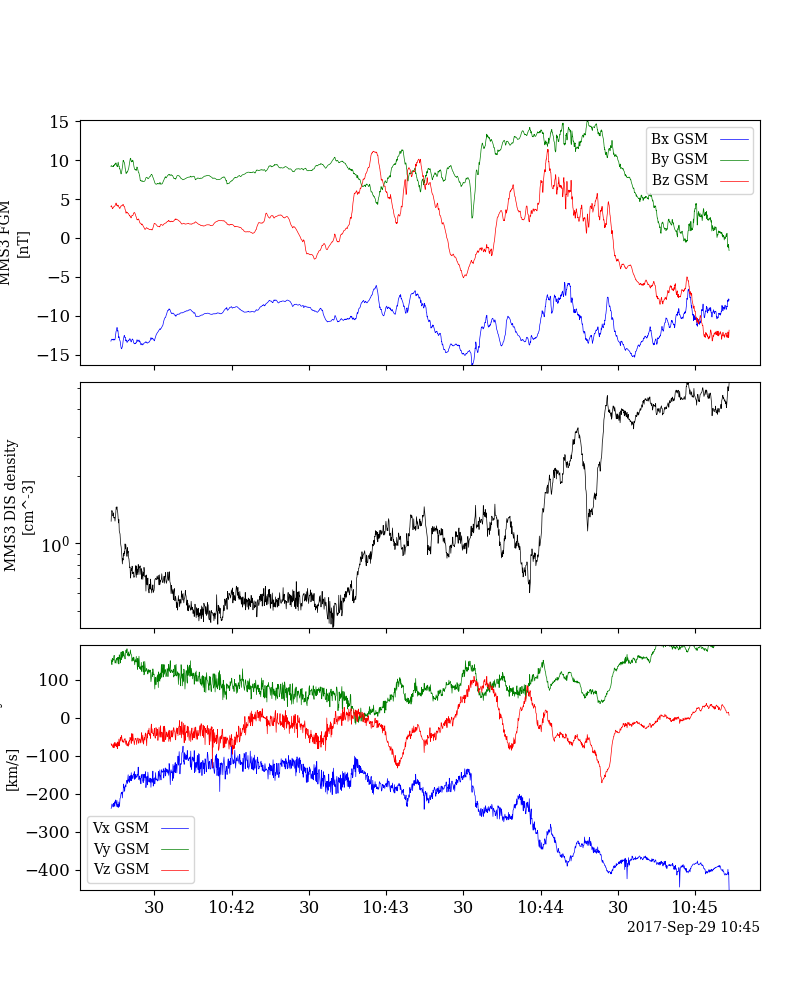 15
10
5
0
−5
−10
−15
MMS3 FGM
[nT]
Bx GSM
By GSM
Bz GSM
10^0
MMS3 DIS density
[cm^-3]
100
0
−100
−200
−300
−400
[km/s]
Vx GSM
Vy GSM
Vz GSM
30 10:42 30 10:43 30 10:44 30 10:45
2017-Sep-29 10:45